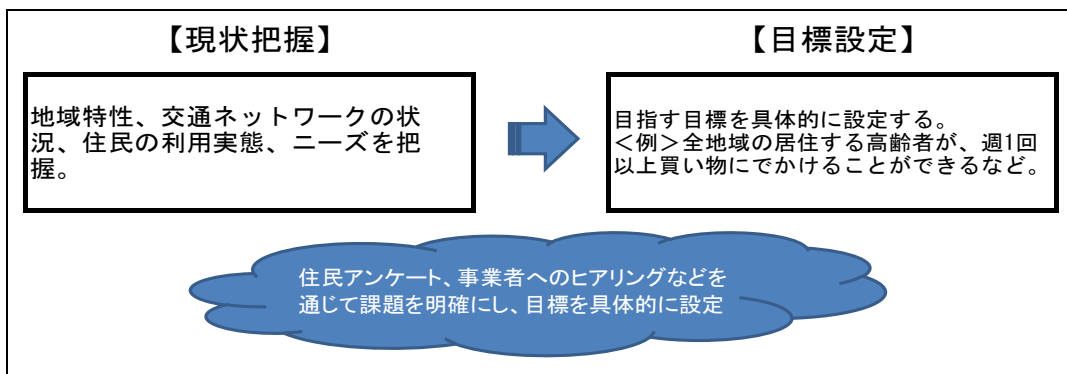 【現状把握】
地域特性、交通ネットワークの状
況、住民の利用実態、ニーズを把
握。
【目標設定】
目指す目標を具体的に設定する。
＜例＞全地域の居住する高齢者が、週1回
以上買い物にでかけることができるなど。
住民アンケート、事業者へのヒアリングなどを
通じて課題を明確にし、目標を具体的に設定